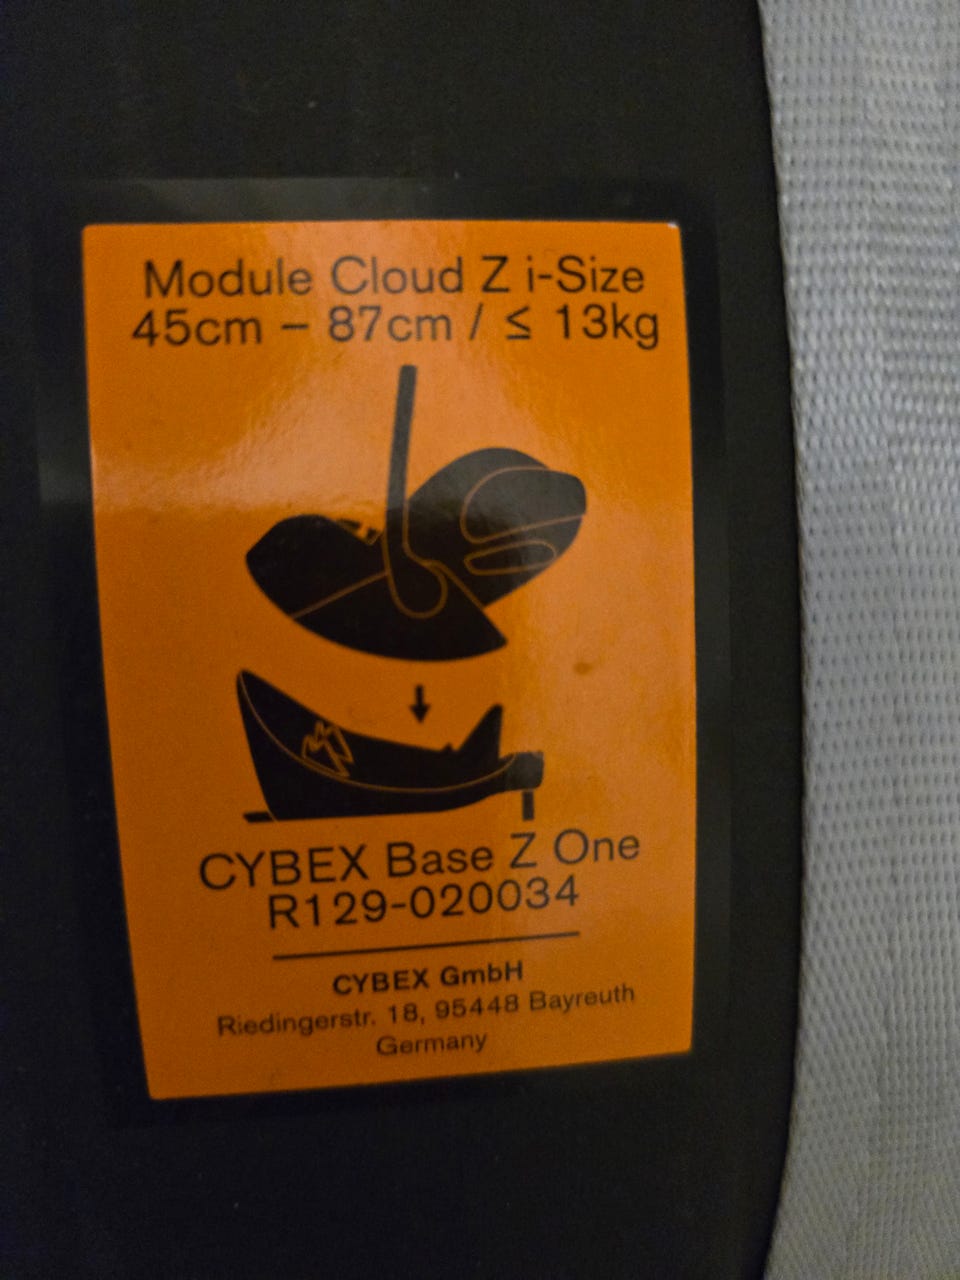 Module Cloud Z i-Size
45cm – 87cm / ≤ 13kg
CYBEX Base Z One
R129-020034
CYBEX GmbH
Riedingerstr. 18, 95448 Bayreuth
Germany